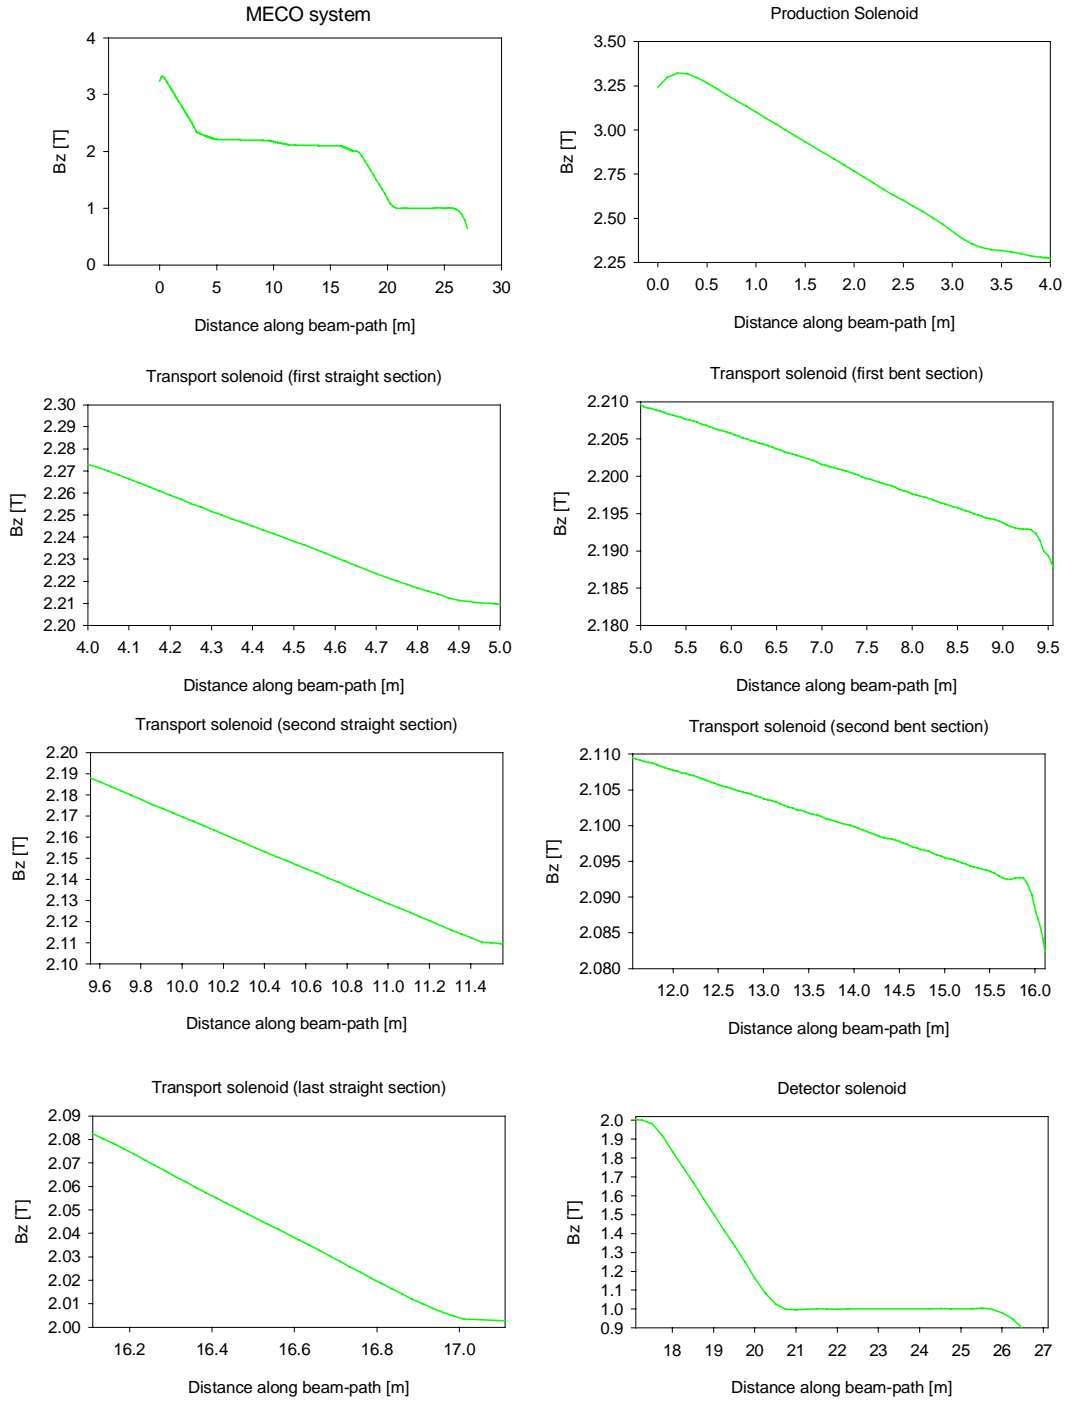 MECO system
4
3
2
1
0
Bz [T]
0 5 10 15 20 25 30
Distance along beam-path [m]
Production Solenoid
3.50
3.25
3.00
2.75
2.50
2.25
Bz [T]
0.0 0.5 1.0 1.5 2.0 2.5 3.0 3.5 4.0
Distance along beam-path [m]
Transport solenoid (first straight section)
2.30
2.29
2.28
2.27
2.26
2.25
2.24
2.23
2.22
2.21
2.20
Bz [T]
4.0 4.1 4.2 4.3 4.4 4.5 4.6 4.7 4.8 4.9 5.0
Distance along beam-path [m]
Transport solenoid (first bent section)
2.210
2.205
2.200
2.195
2.190
2.185
2.180
Bz [T]
5.0 5.5 6.0 6.5 7.0 7.5 8.0 8.5 9.0 9.5
Distance along beam-path [m]
Transport solenoid (second straight section)
2.20
2.19
2.18
2.17
2.16
2.15
2.14
2.13
2.12
2.11
2.10
Bz [T]
9.6 9.8 10.0 10.2 10.4 10.6 10.8 11.0 11.2 11.4
Distance along beam-path [m]
Transport solenoid (second bent section)
2.110
2.105
2.100
2.095
2.090
2.085
2.080
Bz [T]
12.0 12.5 13.0 13.5 14.0 14.5 15.0 15.5 16.0
Distance along beam-path [m]
Transport solenoid (last straight section)
2.09
2.08
2.07
2.06
2.05
2.04
2.03
2.02
2.01
2.00
Bz [T]
16.2 16.4 16.6 16.8 17.0
Distance along beam-path [m]
Detector solenoid
2.0
1.9
1.8
1.7
1.6
1.5
1.4
1.3
1.2
1.1
1.0
0.9
Bz [T]
18 19 20 21 22 23 24 25 26 27
Distance along beam-path [m]